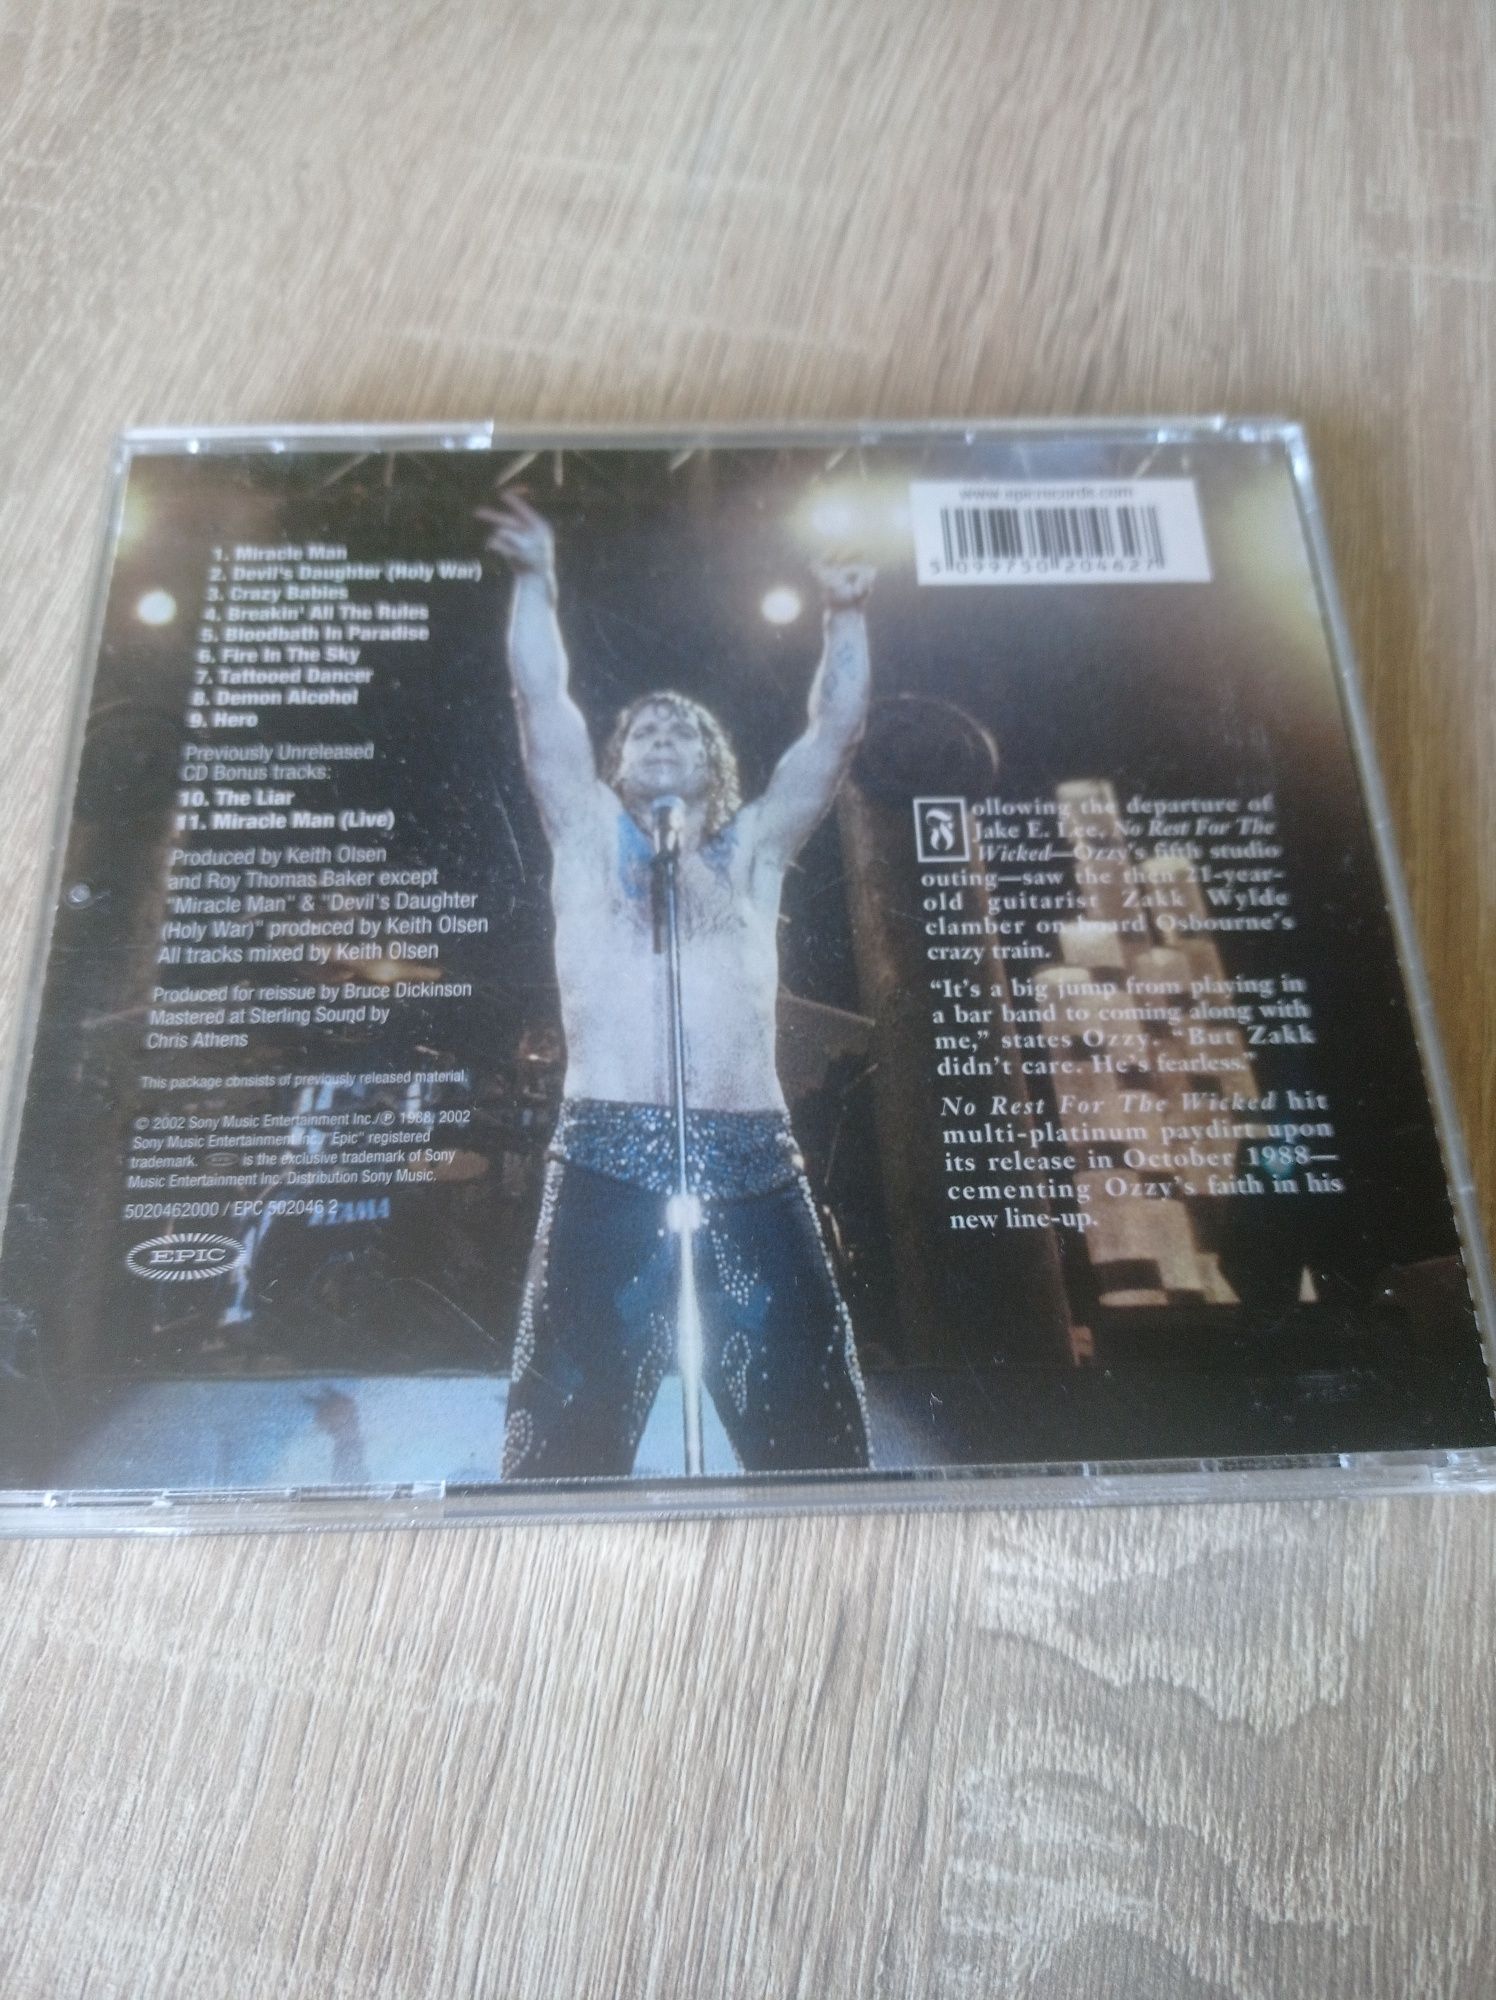 1. Miracle Man
2. Devil's Daughter (Holy War)
3. Crazy Babies
4. Breakin' All The Rules
5. Bloodbath In Paradise
6. Fire In The Sky
7. Tattooed Dancer
8. Demon Alcohol
9. Hero
Previously Unreleased
CD Bonus tracks:
10. The Liar
11. Miracle Man (Live)
Produced by Keith Olsen
and Roy Thomas Baker except
"Miracle Man" & "Devil's Daughter
(Holy War)" produced by Keith Olsen
All tracks mixed by Keith Olsen
Produced for reissue by Bruce Dickinson
Mastered at Sterling Sound by
Chris Athens
This package consists of previously released material.
© 2002 Sony Music Entertainment Inc./℗ 1988, 2002
Sony Music Entertainment Inc./"Epic" registered
trademark. EPIC is the exclusive trademark of Sony
Music Entertainment Inc. Distribution Sony Music.
5020462000 / EPC 502046 2
EPIC
TAMA
www.epicrecords.com
5 099750 204627
Following the departure of
Jake E. Lee, No Rest For The
Wicked—Ozzy's fifth studio
outing—saw the then 21-year-
old guitarist Zakk Wylde
clamber on board Osbourne's
crazy train.
"It's a big jump from playing in
a bar band to coming along with
me," states Ozzy. "But Zakk
didn't care. He's fearless."
No Rest For The Wicked hit
multi-platinum paydirt upon
its release in October 1988—
cementing Ozzy's faith in his
new line-up.